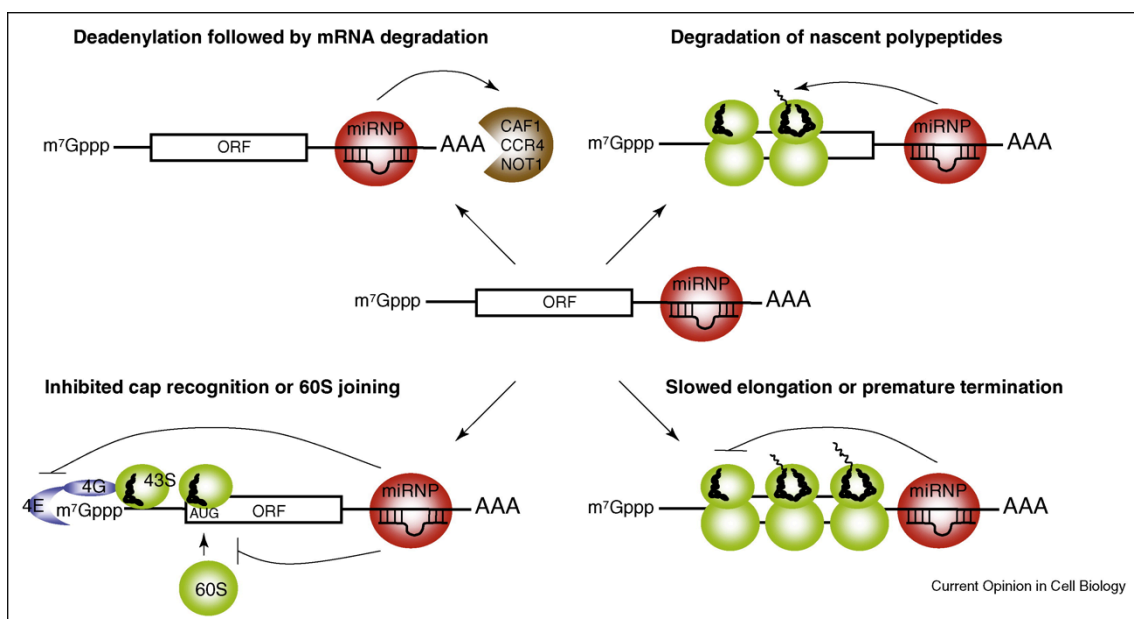 Deadenylation followed by mRNA degradation
Degradation of nascent polypeptides
m⁷Gppp
ORF
miRNP
AAA
CAF1
CCR4
NOT1
m⁷Gppp
miRNP
AAA
m⁷Gppp
ORF
miRNP
AAA
Inhibited cap recognition or 60S joining
Slowed elongation or premature termination
4E
4G
43S
m⁷Gppp
AUG
ORF
miRNP
AAA
60S
m⁷Gppp
miRNP
AAA
Current Opinion in Cell Biology